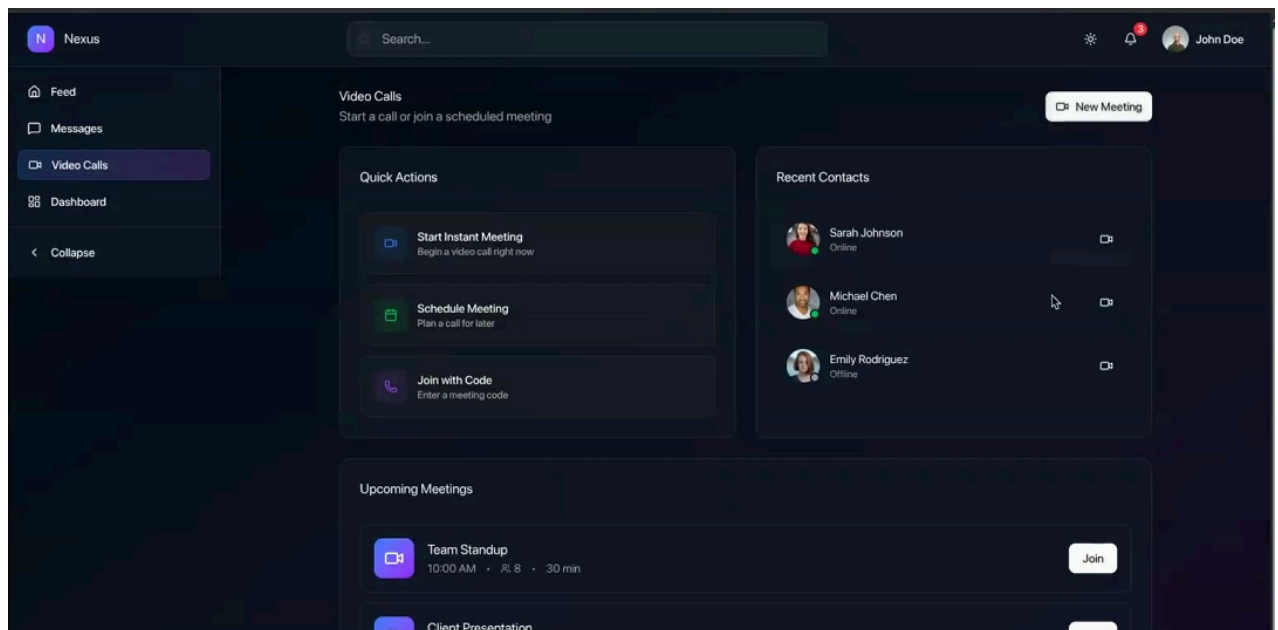 N Nexus
Search...
3
John Doe
Feed
Messages
Video Calls
Dashboard
Collapse
Video Calls
Start a call or join a scheduled meeting
New Meeting
Quick Actions
Start Instant Meeting
Begin a video call right now
Schedule Meeting
Plan a call for later
Join with Code
Enter a meeting code
Recent Contacts
Sarah Johnson
Online
Michael Chen
Online
Emily Rodriguez
Offline
Upcoming Meetings
Team Standup
10:00 AM • 8 • 30 min
Join
Client Presentation